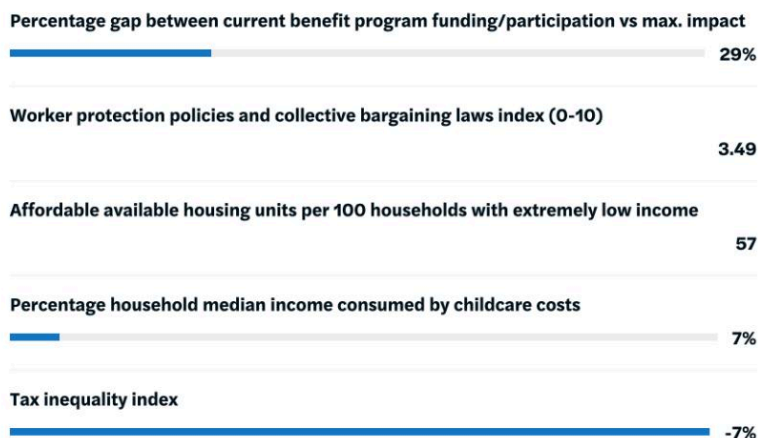 Percentage gap between current benefit program funding/participation vs max. impact
29%
Worker protection policies and collective bargaining laws index (0-10)
3.49
Affordable available housing units per 100 households with extremely low income
57
Percentage household median income consumed by childcare costs
7%
Tax inequality index
-7%